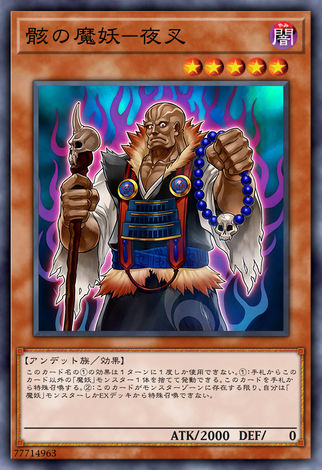 骸の魔妖−夜叉
やみ
闇
【アンデット族／効果】
このカード名の①の効果は１ターンに１度しか使用できない。①：手札からこの
カード以外の「魔妖」モンスター１体を捨てて発動できる。このカードを手札か
ら特殊召喚する。②：このカードがモンスターゾーンに存在する限り、自分は「
魔妖」モンスターしかEXデッキから特殊召喚できない。
ATK/2000 DEF/ 0
77714963